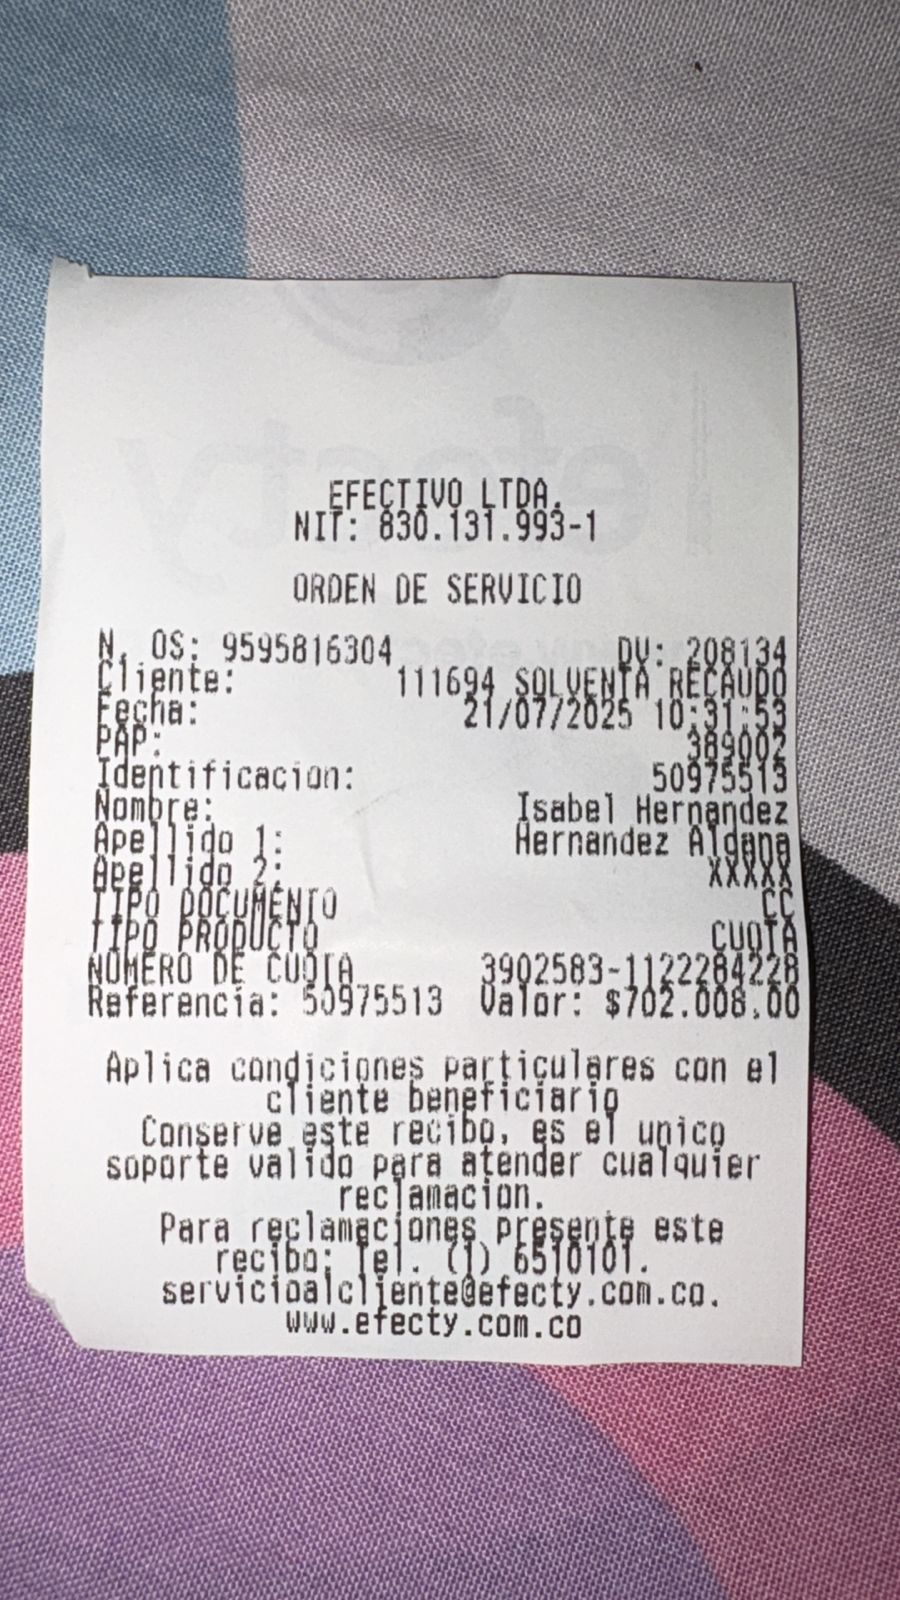 EFECTIVO LTDA.
NIT: 830.131.993-1
ORDEN DE SERVICIO
N. OS: 9595816304 DV: 208134
Cliente: 111694 SOLVENTA RECAUDO
Fecha: 21/07/2025 10:31:53
PAP: 389002
Identificacion: 50975513
Nombre: Isabel Hernandez
Apellido 1: Hernandez Aldana
Apellido 2: XXXXX
TIPO DOCUMENTO CC
TIPO PRODUCTO CUOTA
NUMERO DE CUOTA 3902583-1122284228
Referencia: 50975513 Valor: $702.008.00
Aplica condiciones particulares con el
cliente beneficiario
Conserve este recibo, es el unico
soporte valido para atender cualquier
reclamacion.
Para reclamaciones presente este
recibo: Tel. (1) 6510101.
servicioalcliente@efecty.com.co.
www.efecty.com.co